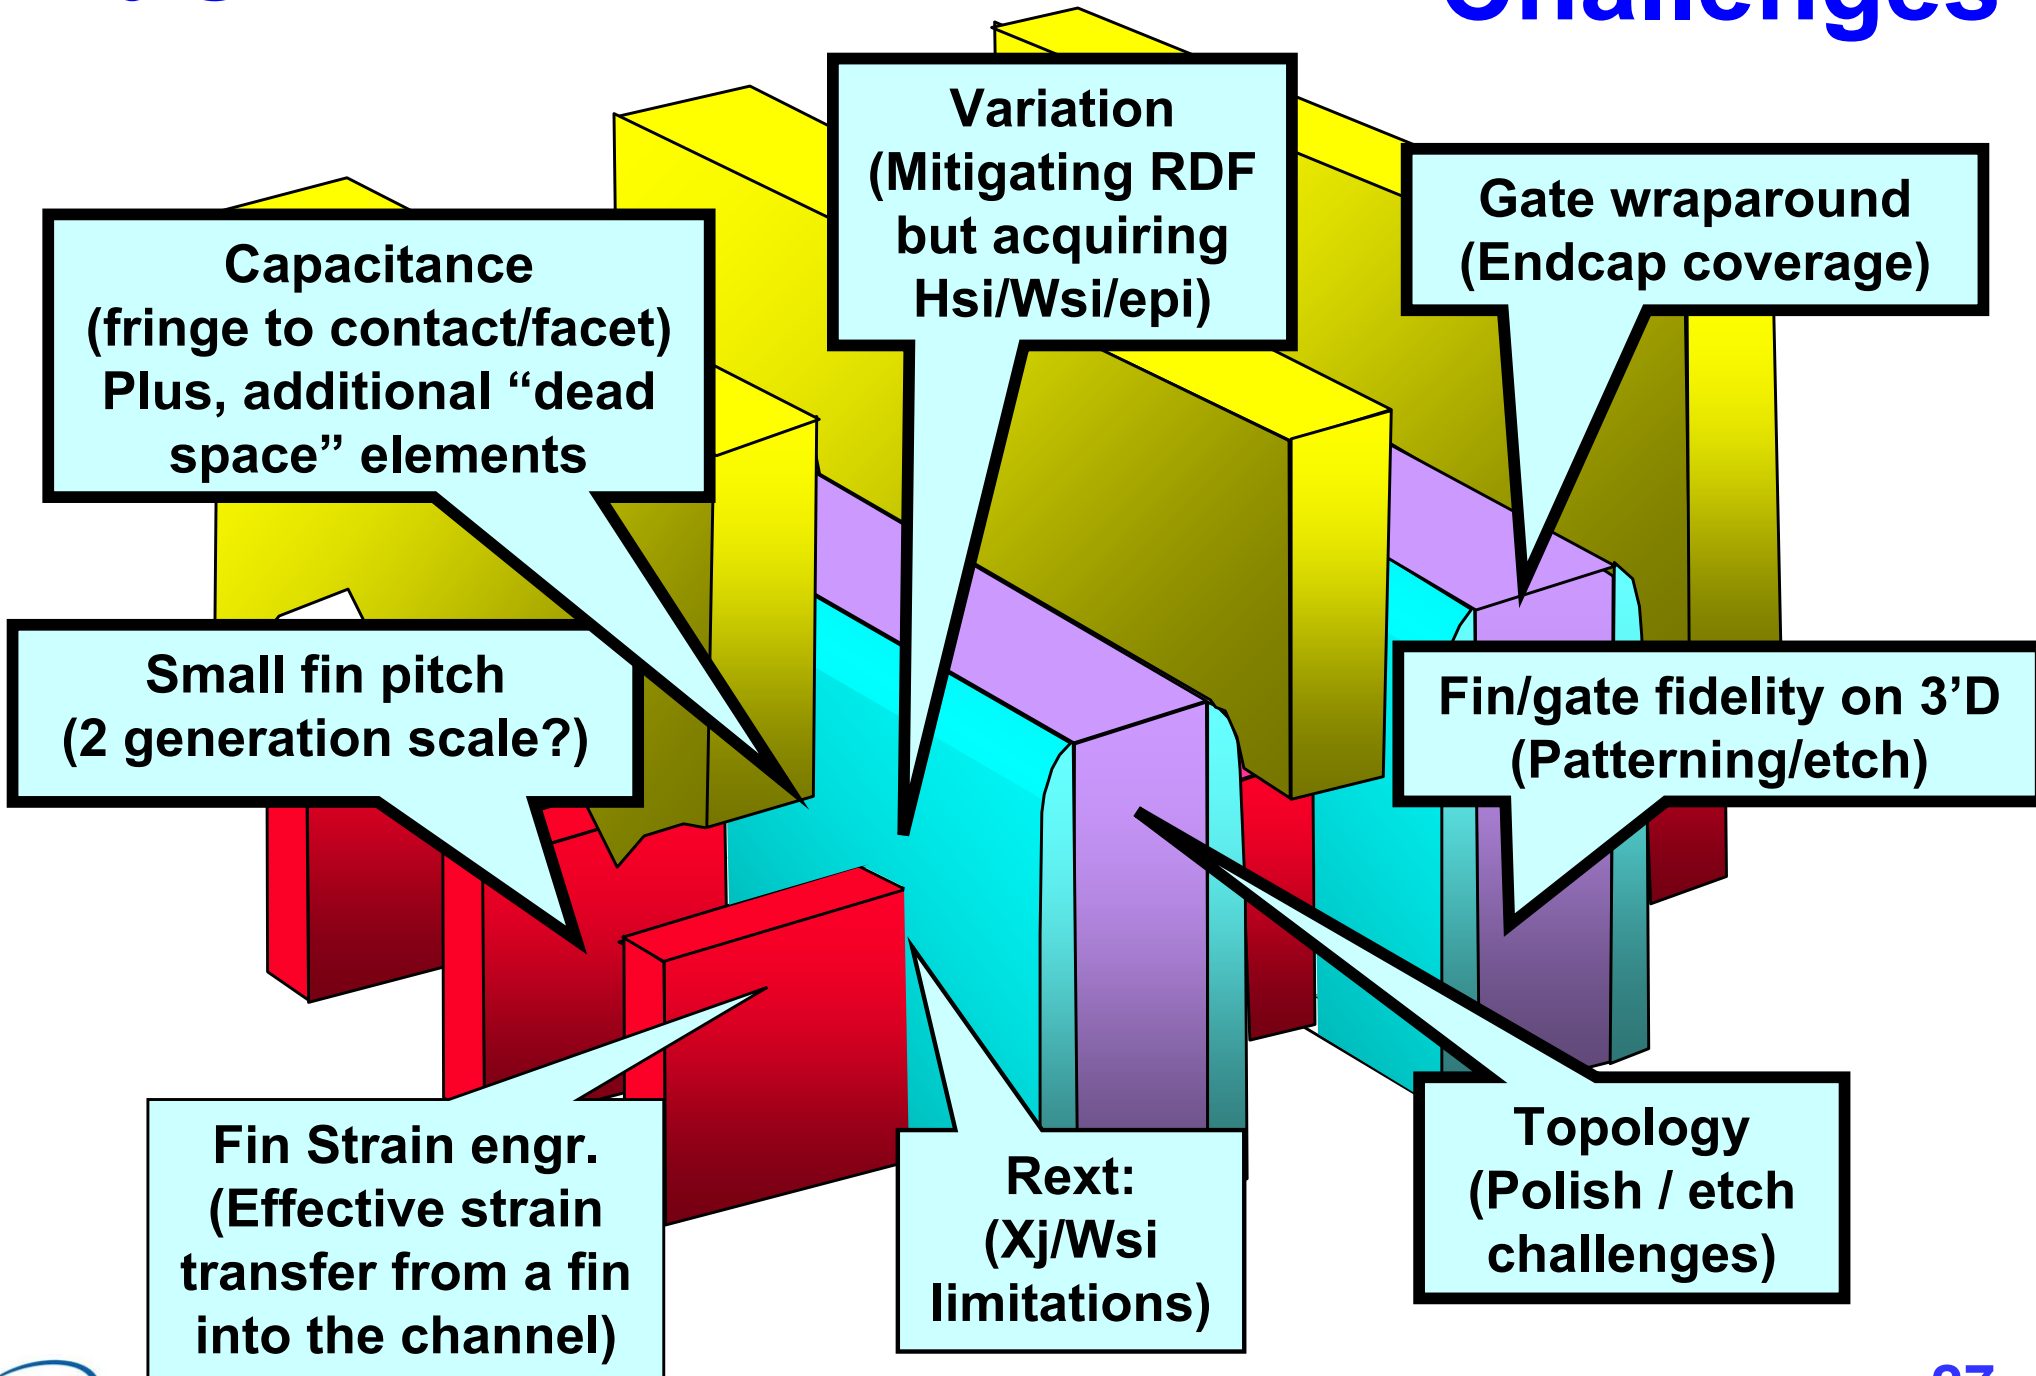 Challenges
Variation
(Mitigating RDF
but acquiring
Hsi/Wsi/epi)
Gate wraparound
(Endcap coverage)
Capacitance
(fringe to contact/facet)
Plus, additional “dead
space” elements
Small fin pitch
(2 generation scale?)
Fin/gate fidelity on 3’D
(Patterning/etch)
Fin Strain engr.
(Effective strain
transfer from a fin
into the channel)
Rext:
(Xj/Wsi
limitations)
Topology
(Polish / etch
challenges)